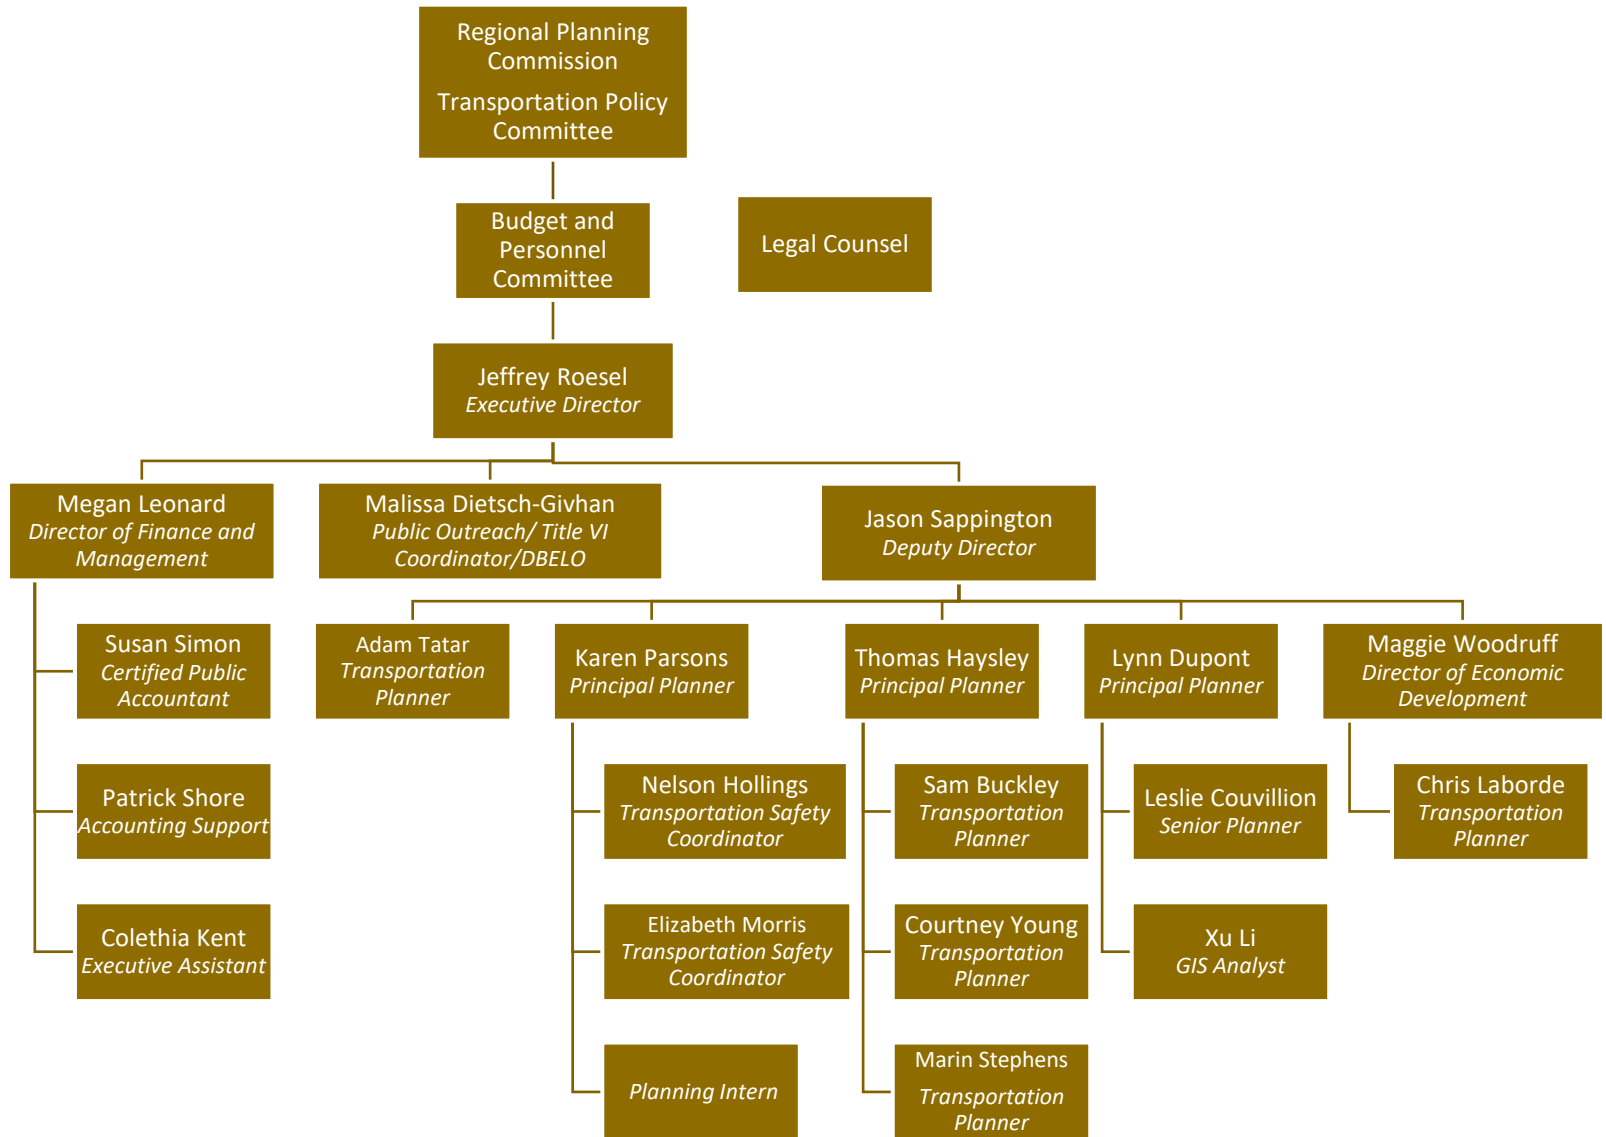 Regional Planning
Commission
Transportation Policy
Committee
Budget and
Personnel
Committee
Legal Counsel
Jeffrey Roesel
Executive Director
Megan Leonard
Director of Finance and
Management
Malissa Dietsch-Givhan
Public Outreach/ Title VI
Coordinator/DBELO
Jason Sappington
Deputy Director
Susan Simon
Certified Public
Accountant
Adam Tatar
Transportation
Planner
Karen Parsons
Principal Planner
Thomas Haysley
Principal Planner
Lynn Dupont
Principal Planner
Maggie Woodruff
Director of Economic
Development
Patrick Shore
Accounting Support
Nelson Hollings
Transportation Safety
Coordinator
Sam Buckley
Transportation
Planner
Leslie Couvillion
Senior Planner
Chris Laborde
Transportation
Planner
Colethia Kent
Executive Assistant
Elizabeth Morris
Transportation Safety
Coordinator
Courtney Young
Transportation
Planner
Xu Li
GIS Analyst
Planning Intern
Marin Stephens
Transportation
Planner